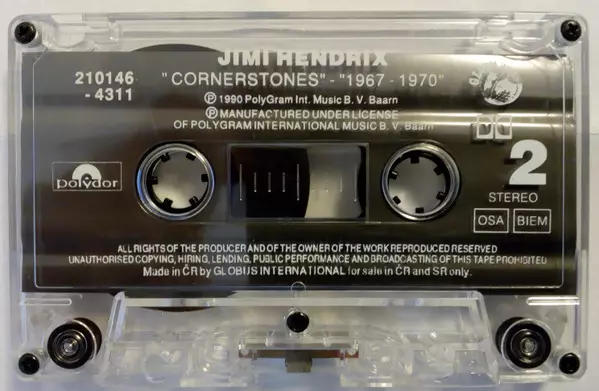 JIMI HENDRIX
210146
- 4311
"CORNERSTONES" - "1967 - 1970"
Ⓟ 1990 PolyGram Int. Music B. V. Baarn
Ⓟ MANUFACTURED UNDER LICENSE
OF POLYGRAM INTERNATIONAL MUSIC B. V. Baarn
polydor
2
STEREO
OSA BIEM
ALL RIGHTS OF THE PRODUCER AND OF THE OWNER OF THE WORK REPRODUCED RESERVED
UNAUTHORISED COPYING, HIRING, LENDING, PUBLIC PERFORMANCE AND BROADCASTING OF THIS TAPE PROHIBITED
Made in ČR by GLOBUS INTERNATIONAL for sale in ČR and SR only.